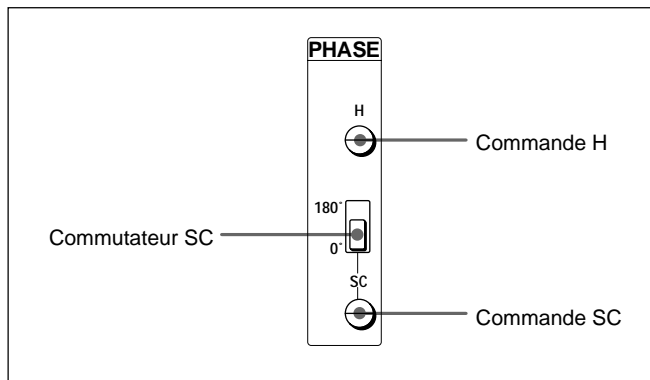 PHASE
H
Commande H
180°
Commutateur SC
0°
SC
Commande SC